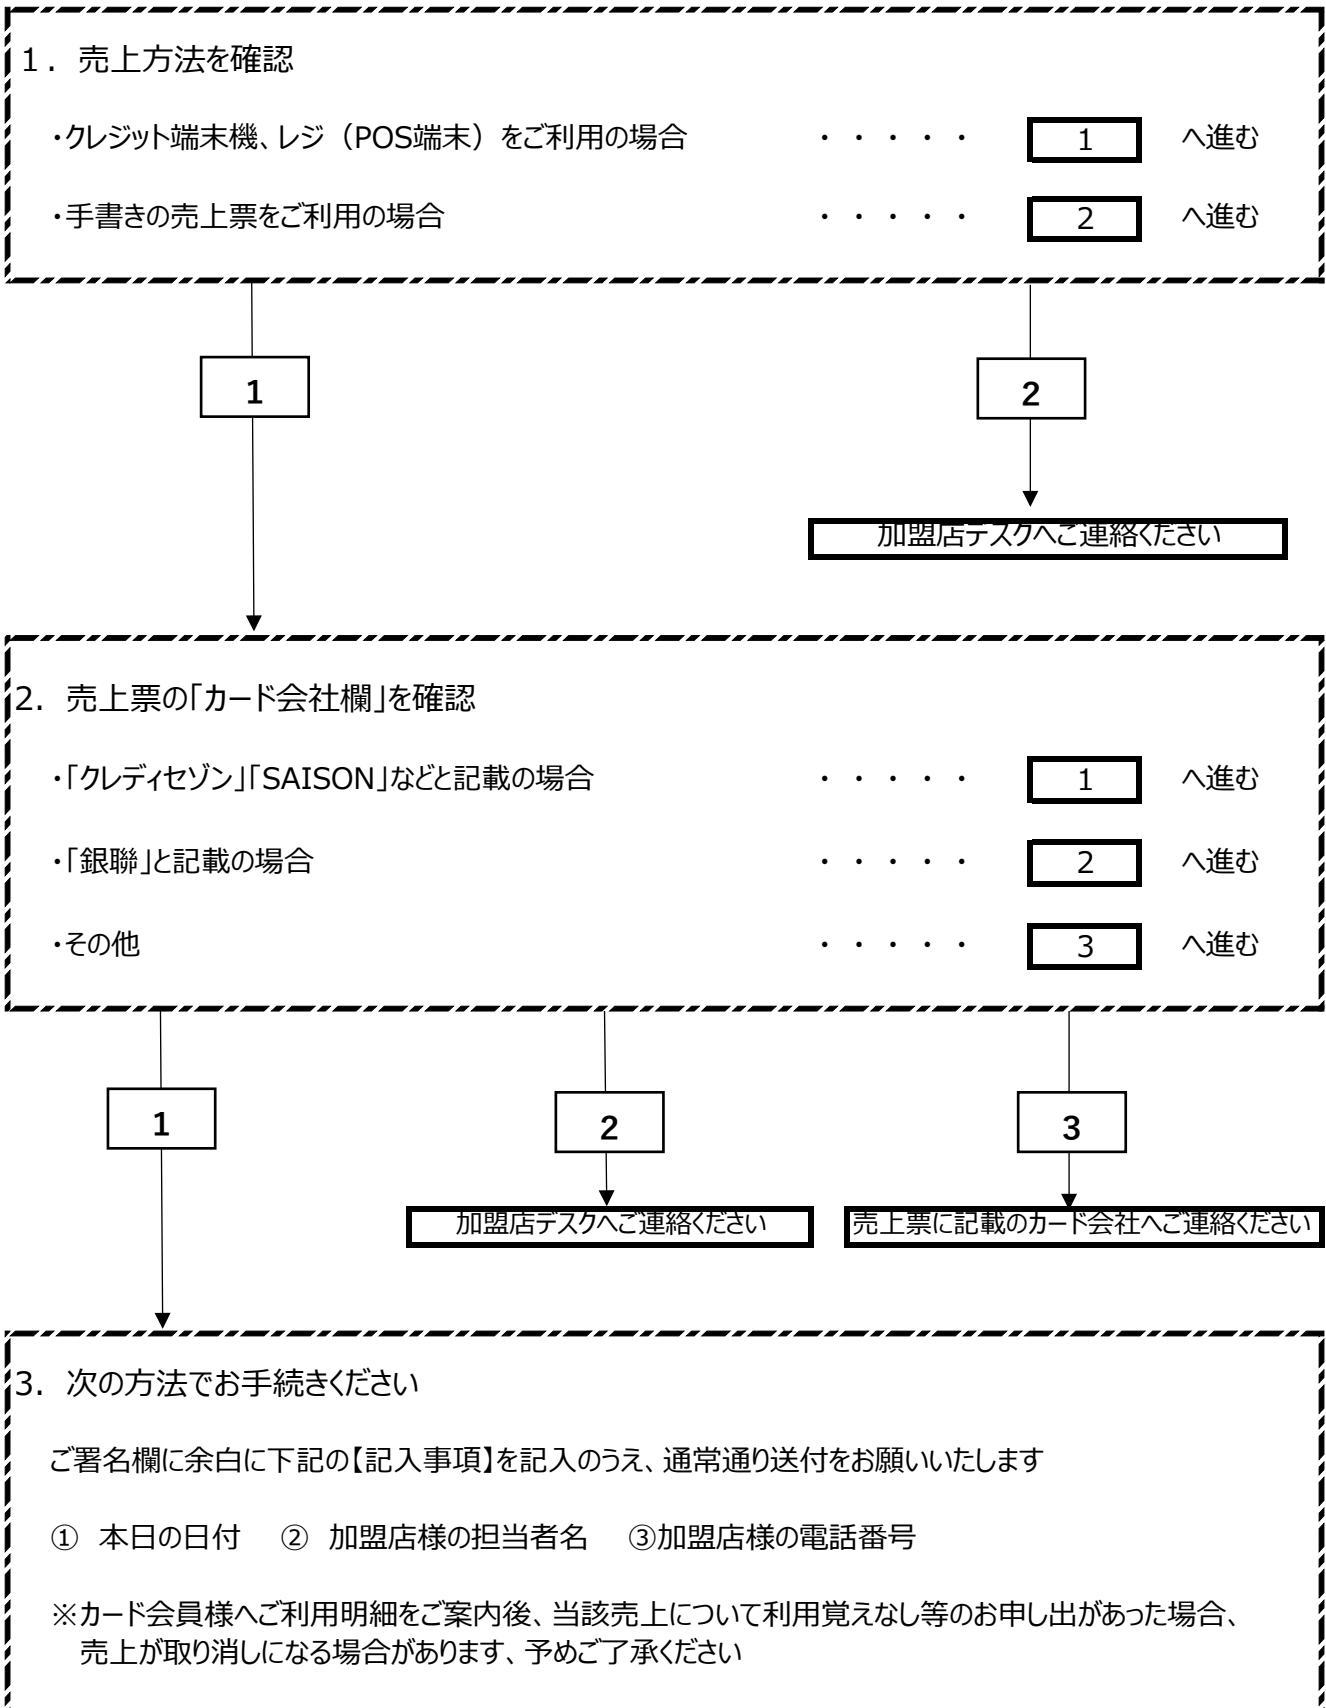 １．売上方法を確認
・クレジット端末機、レジ（POS端末）をご利用の場合 ・・・・・ 1 へ進む
・手書きの売上票をご利用の場合 ・・・・・ 2 へ進む
1 2
加盟店デスクへご連絡ください
2. 売上票の「カード会社欄」を確認
・「クレディセゾン」「SAISON」などと記載の場合 ・・・・・ 1 へ進む
・「銀聯」と記載の場合 ・・・・・ 2 へ進む
・その他 ・・・・・ 3 へ進む
1 2 3
加盟店デスクへご連絡ください 売上票に記載のカード会社へご連絡ください
3. 次の方法でお手続きください
ご署名欄に余白に下記の【記入事項】を記入のうえ、通常通り送付をお願いいたします
① 本日の日付 ② 加盟店様の担当者名 ③加盟店様の電話番号
※カード会員様へご利用明細をご案内後、当該売上について利用覚えなし等のお申し出があった場合、
売上が取り消しになる場合があります、予めご了承ください